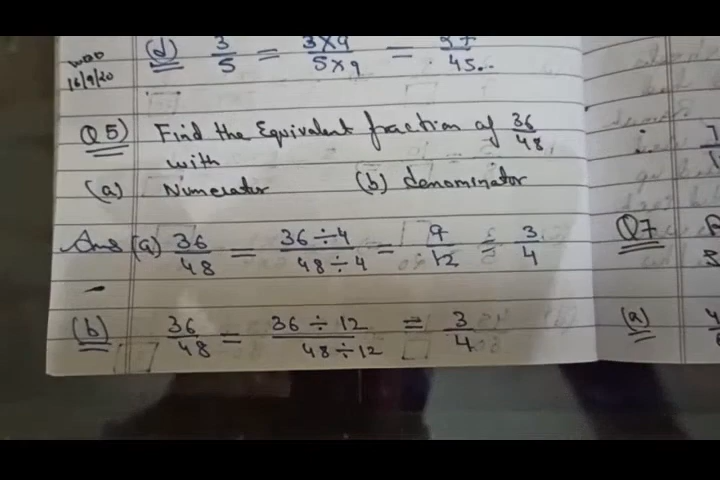 WED
16/9/20
(d) 3/5 = 3×9/5×9 = 27/45..
Q5) Find the Equivalent fraction of 36/48
with
(a) Numerator (b) denominator
Ans (a) 36/48 = 36÷4/48÷4 = 9/12 = 3/4
(b) 36/48 = 36÷12/48÷12 = 3/4
Q7
(a)